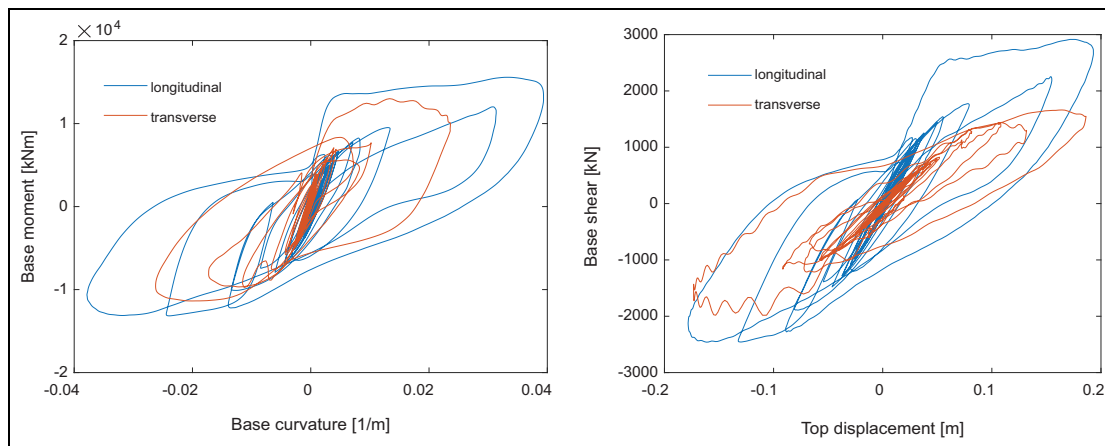 × 10⁴
2
1
0
-1
-2
-0.04
-0.02
0
0.02
0.04
Base moment [kNm]
Base curvature [1/m]
longitudinal
transverse
3000
2000
1000
0
-1000
-2000
-3000
-0.2
-0.1
0
0.1
0.2
Base shear [kN]
Top displacement [m]
longitudinal
transverse